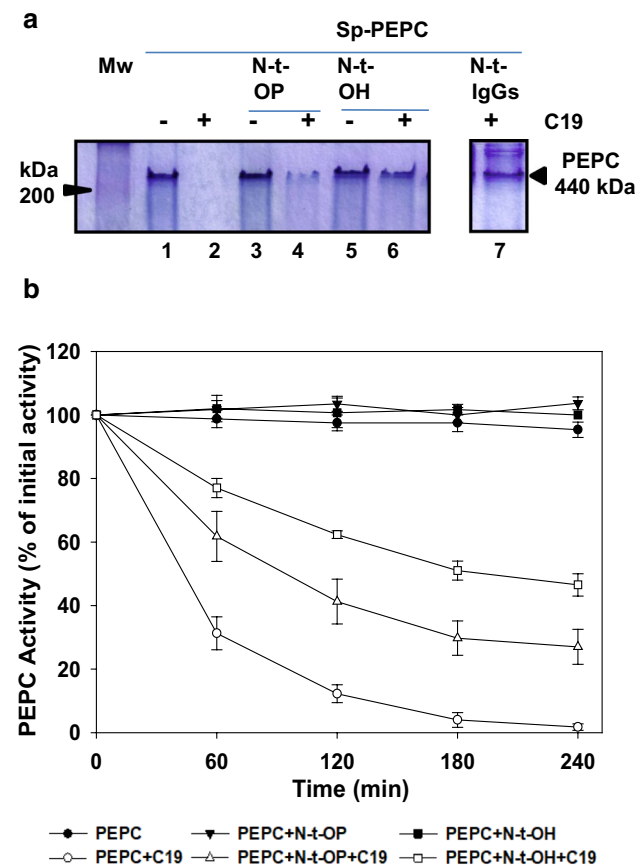 a
Sp-PEPC
Mw
N-t-
OP
N-t-
OH
N-t-
IgGs
- + - + - + + C19
kDa
200
PEPC
440 kDa
1 2 3 4 5 6 7
b
PEPC Activity (% of initial activity)
120
100
80
60
40
20
0
0 60 120 180 240
Time (min)
PEPC PEPC+N-t-OP PEPC+N-t-OH
PEPC+C19 PEPC+N-t-OP+C19 PEPC+N-t-OH+C19